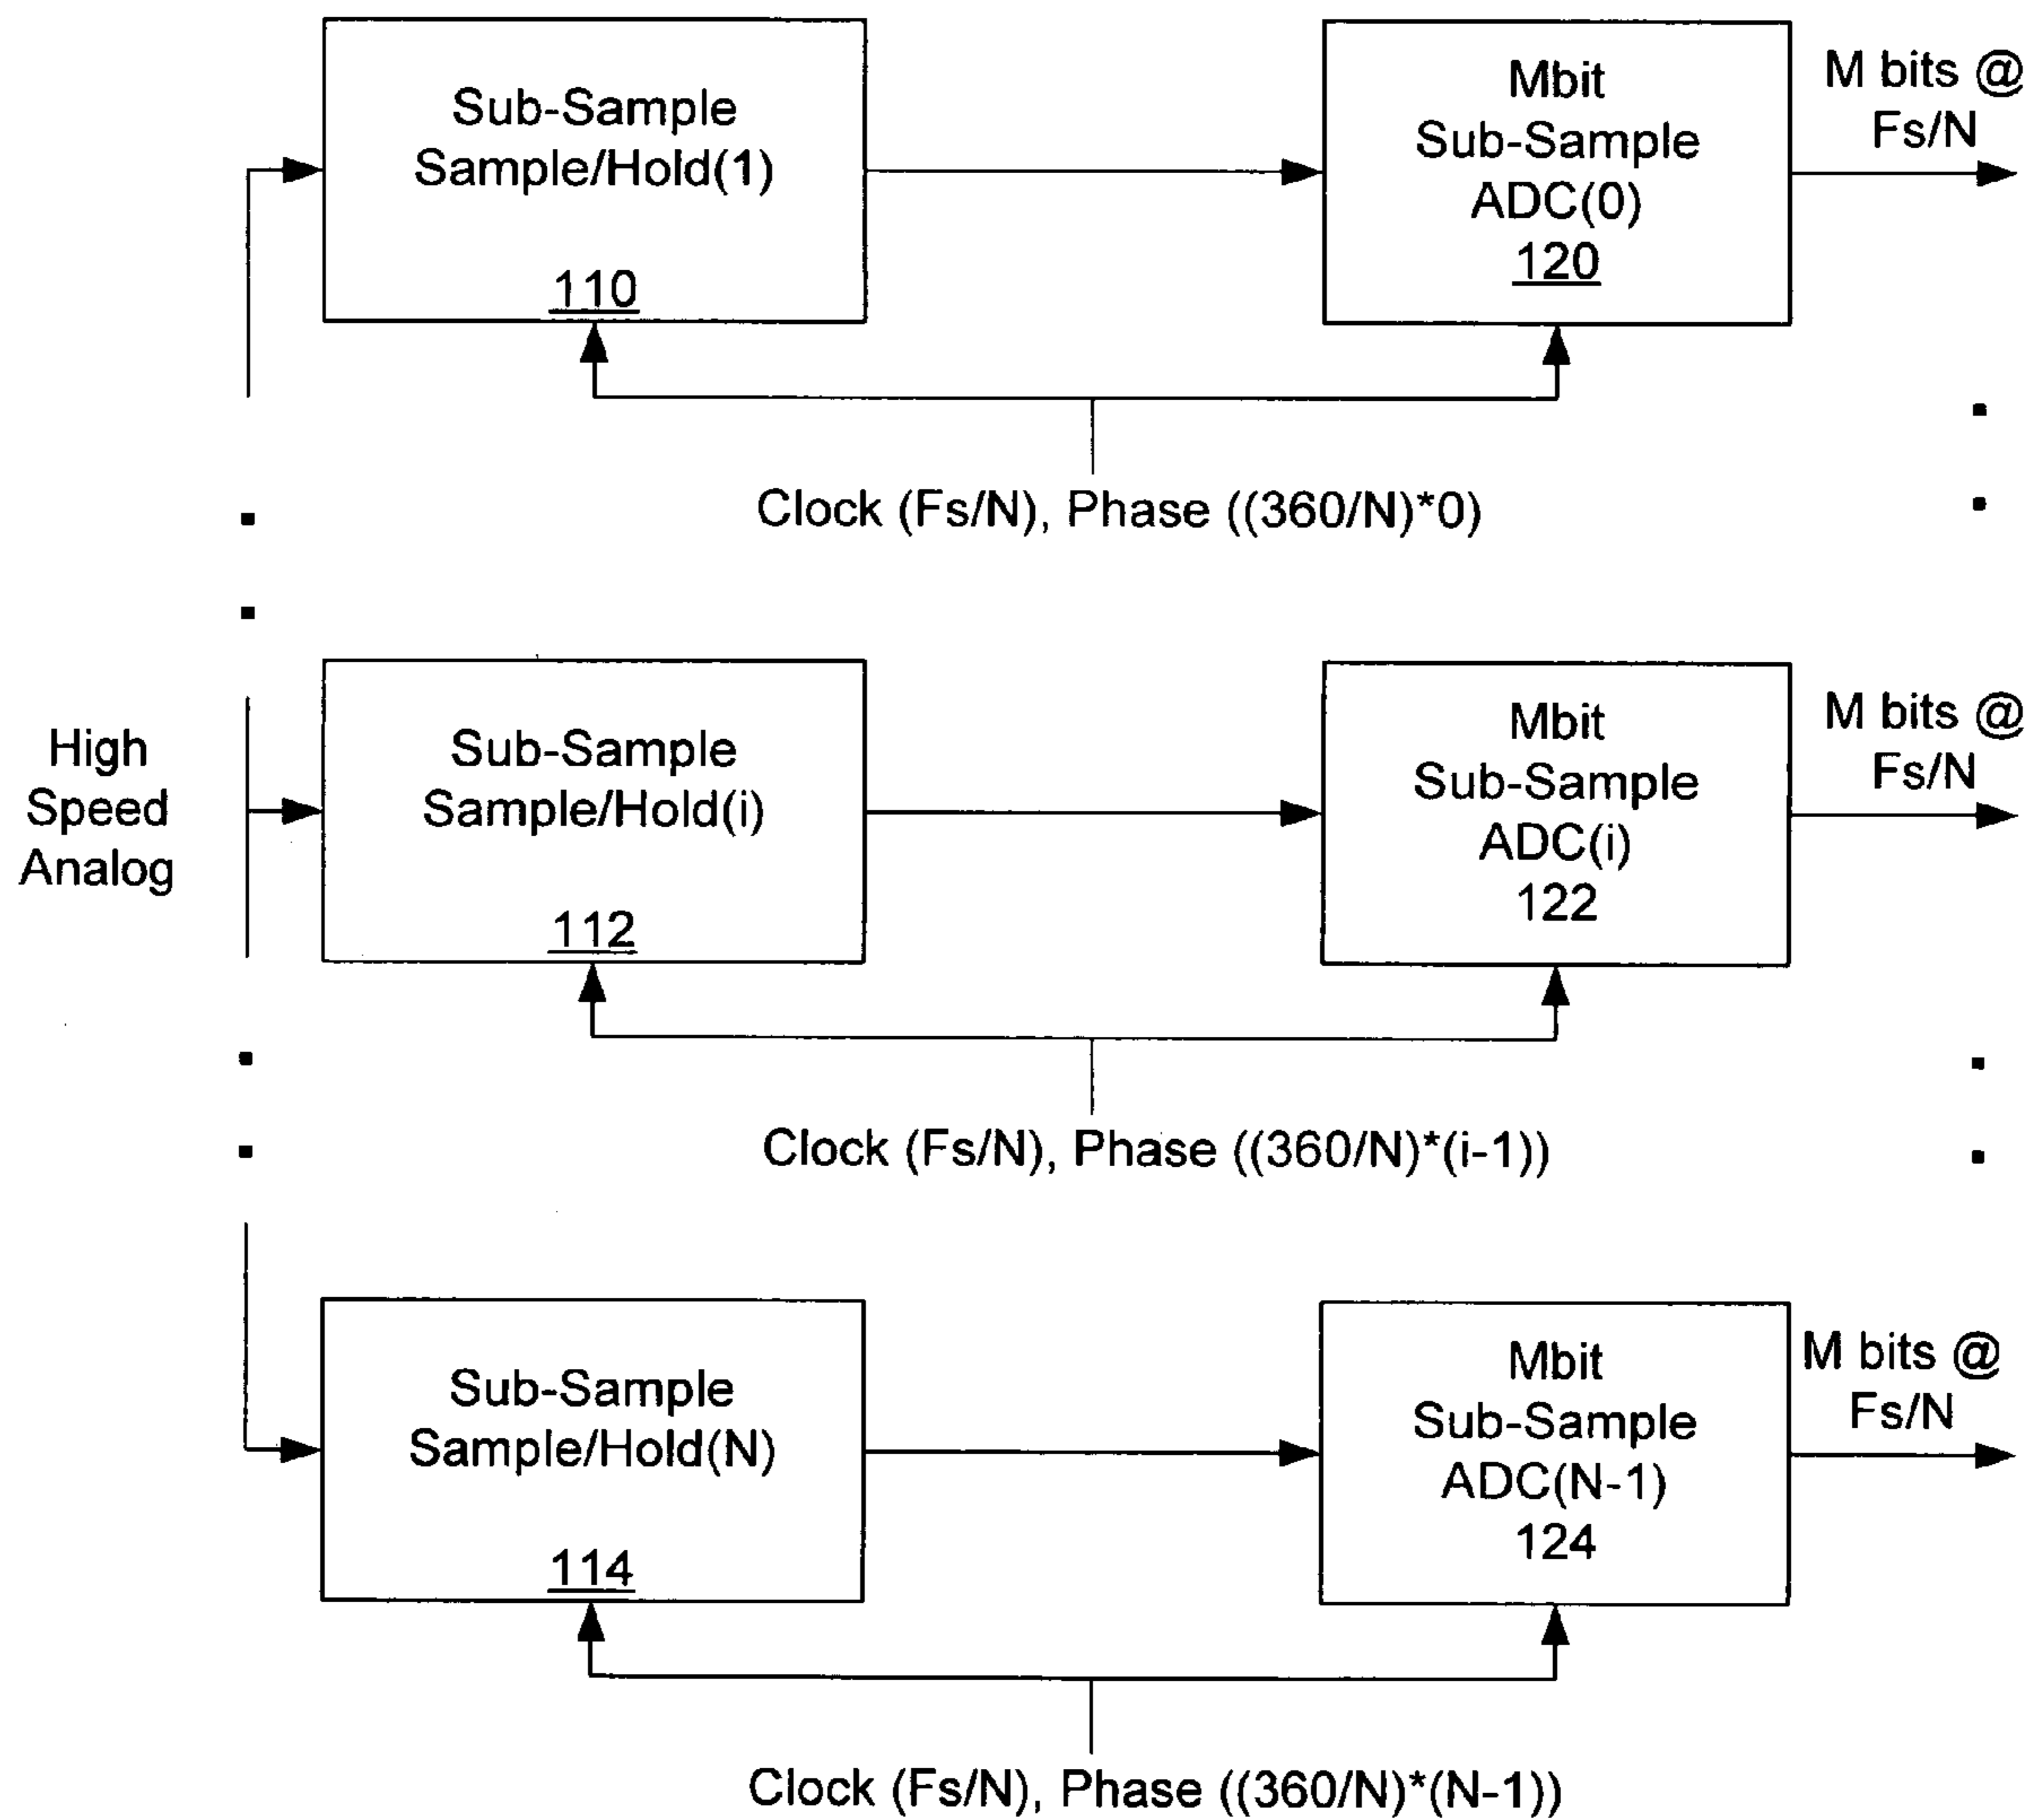 Sub-Sample
Sample/Hold(1)
110
Mbit
Sub-Sample
ADC(0)
120
M bits @
Fs/N
Clock (Fs/N), Phase ((360/N)*0)
High
Speed
Analog
Sub-Sample
Sample/Hold(i)
112
Mbit
Sub-Sample
ADC(i)
122
M bits @
Fs/N
Clock (Fs/N), Phase ((360/N)*(i-1))
Sub-Sample
Sample/Hold(N)
114
Mbit
Sub-Sample
ADC(N-1)
124
M bits @
Fs/N
Clock (Fs/N), Phase ((360/N)*(N-1))